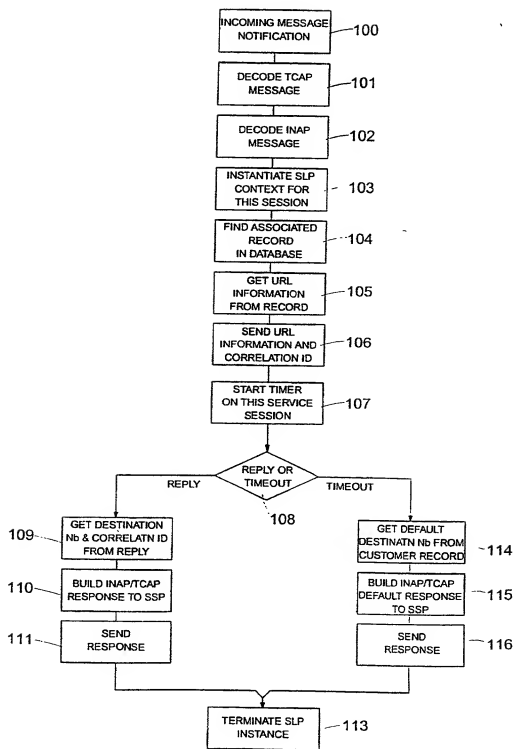 INCOMING MESSAGE
NOTIFICATION
100
DECODE TCAP
MESSAGE
101
DECODE INAP
MESSAGE
102
INSTANTIATE SLP
CONTEXT FOR
THIS SESSION
103
FIND ASSOCIATED
RECORD
IN DATABASE
104
GET URL
INFORMATION
FROM RECORD
105
SEND URL
INFORMATION AND
CORRELATION ID
106
START TIMER
ON THIS SERVICE
SESSION
107
REPLY OR
TIMEOUT
REPLY
TIMEOUT
108
109
GET DESTINATION
Nb & CORRELATN ID
FROM REPLY
110
BUILD INAP/TCAP
RESPONSE TO SSP
111
SEND
RESPONSE
GET DEFAULT
DESTINATN Nb FROM
CUSTOMER RECORD
114
BUILD INAP/TCAP
DEFAULT RESPONSE
TO SSP
115
SEND
RESPONSE
116
TERMINATE SLP
INSTANCE
113